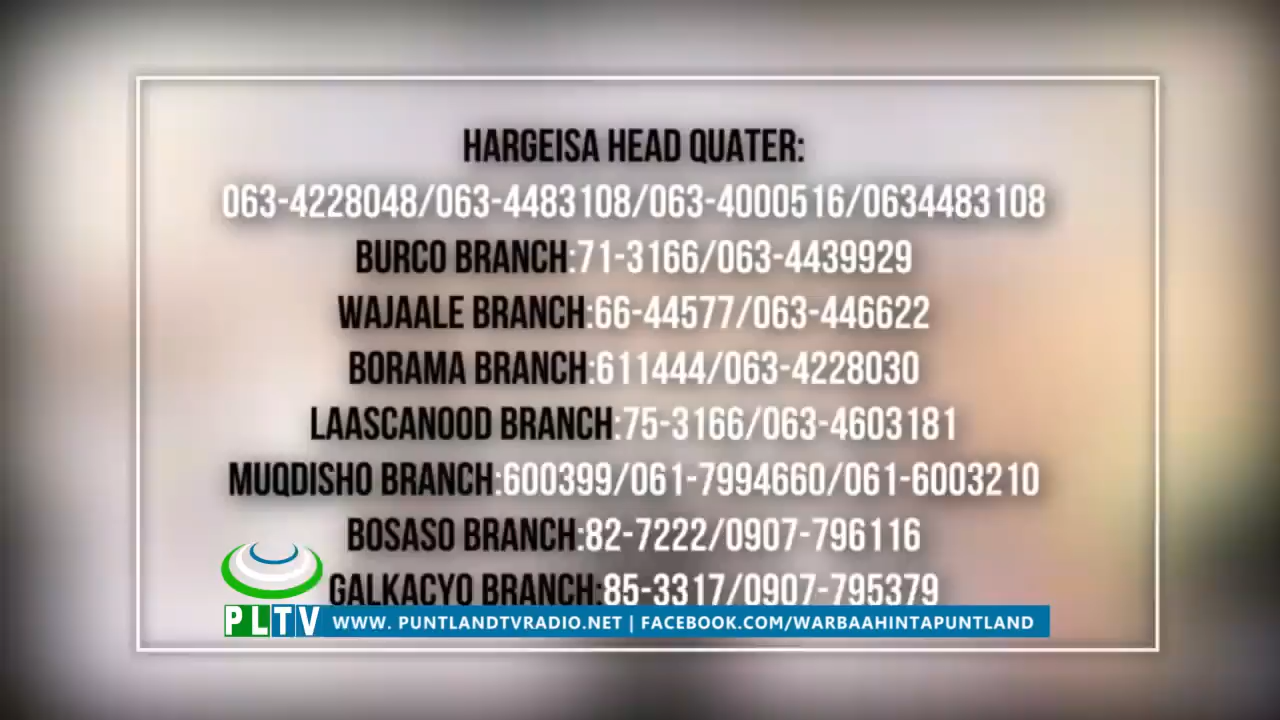 HARGEISA HEAD QUATER:
063-4228048/063-4483108/063-4000516/0634483108
BURCO BRANCH:71-3166/063-4439929
WAJAALE BRANCH:66-44577/063-446622
BORAMA BRANCH:611444/063-4228030
LAASCANOOD BRANCH:75-3166/063-4603181
MUQDISHO BRANCH:600399/061-7994660/061-6003210
BOSASO BRANCH:82-7222/0907-796116
GALKACYO BRANCH:85-3317/0907-795379
PLTV WWW. PUNTLANDTVRADIO.NET | FACEBOOK.COM/WARBAAHINTAPUNTLAND